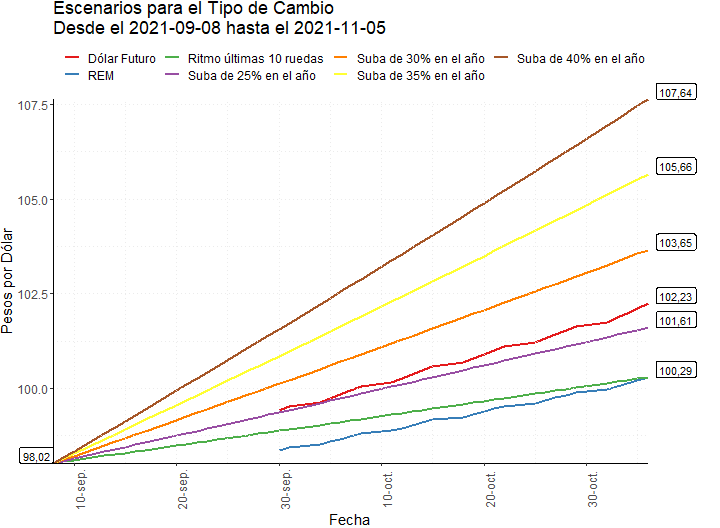 Escenarios para el Tipo de Cambio
Desde el 2021-09-08 hasta el 2021-11-05
Dólar Futuro
Ritmo últimas 10 ruedas
Suba de 30% en el año
Suba de 40% en el año
REM
Suba de 25% en el año
Suba de 35% en el año
Pesos por Dólar
107.5
105.0
102.5
100.0
107,64
105,66
103,65
102,23
101,61
100,29
98,02
10-sep.
20-sep.
30-sep.
10-oct.
20-oct.
30-oct.
Fecha